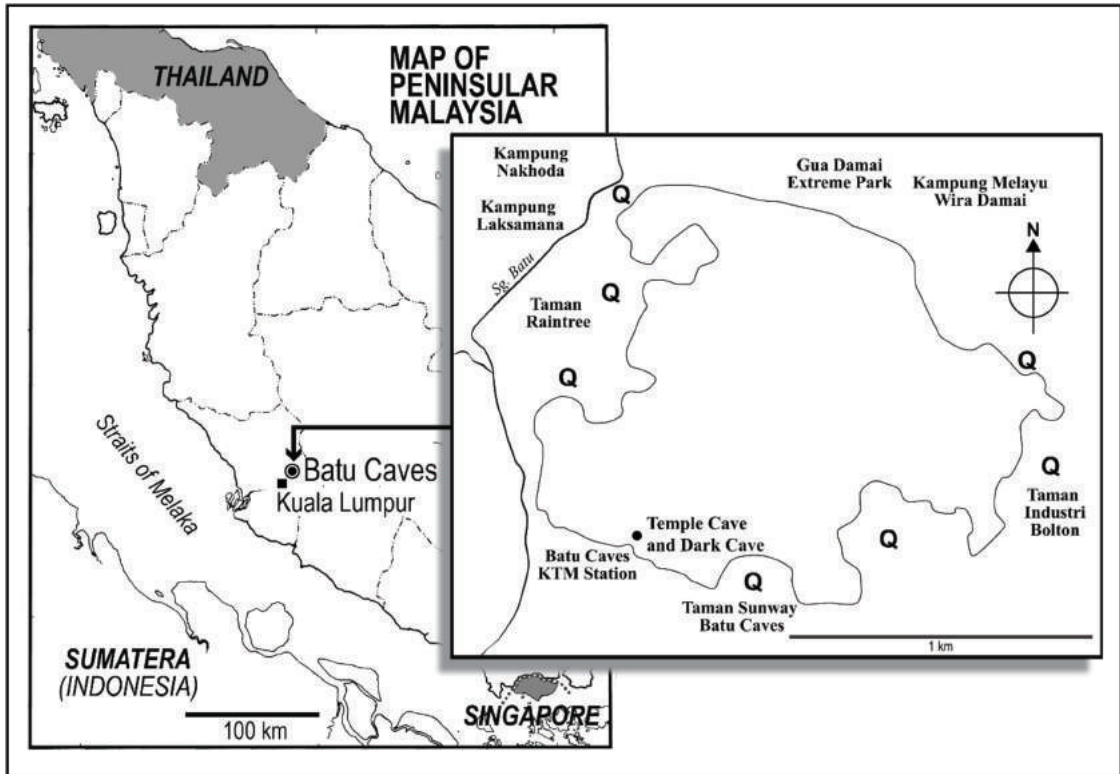 THAILAND
MAP OF
PENINSULAR
MALAYSIA
Straits of Melaka
Batu Caves
Kuala Lumpur
SUMATERA
(INDONESIA)
100 km
SINGAPORE
Kampung
Nakhoda
Kampung
Laksamana
Sg. Batu
Taman
Raintree
Gua Damai
Extreme Park
Kampung Melayu
Wira Damai
N
Q
Q
Q
Q
Q
Q
Q
Taman
Industri
Bolton
Temple Cave
and Dark Cave
Batu Caves
KTM Station
Taman Sunway
Batu Caves
1 km